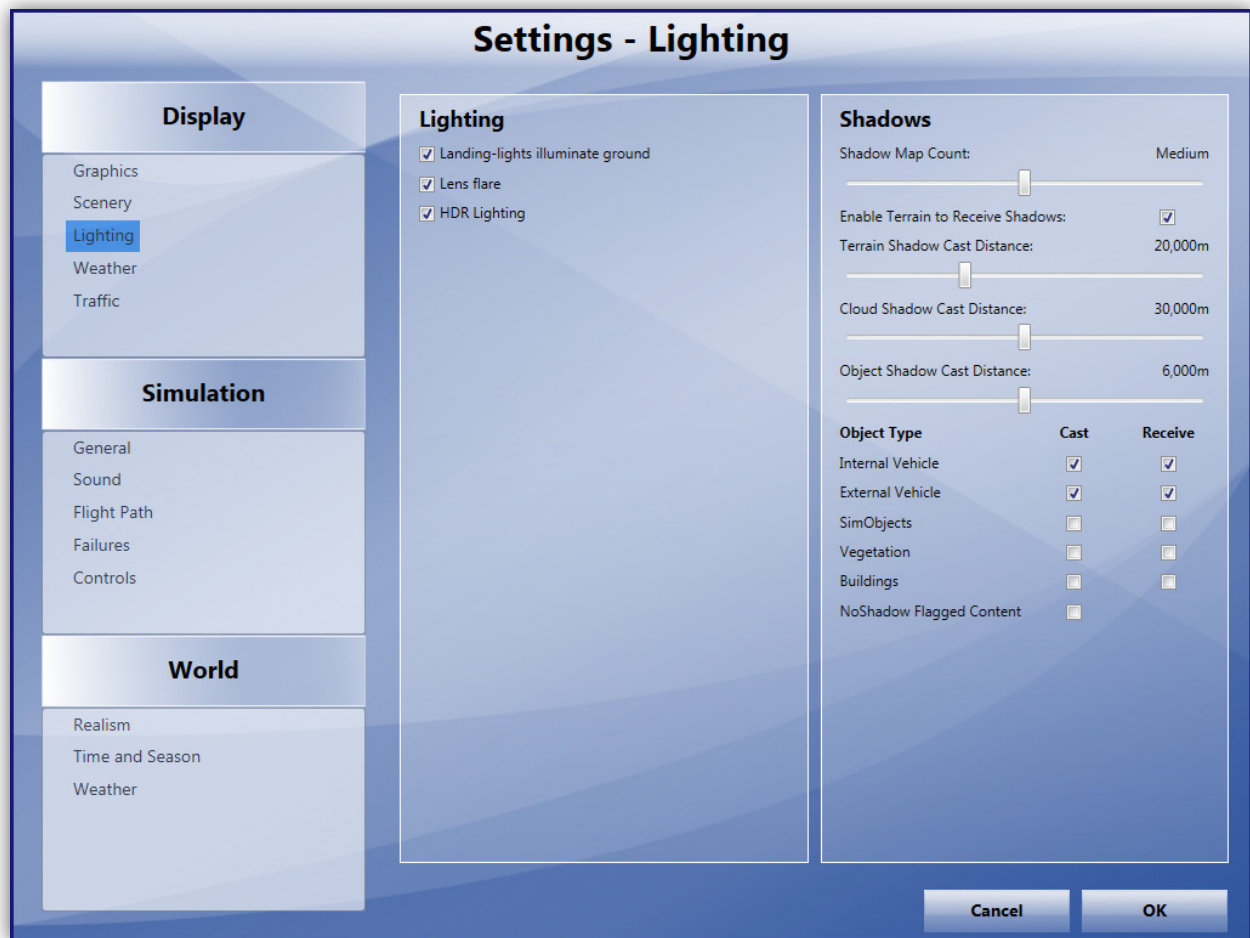 Settings - Lighting
Display
Graphics
Scenery
Lighting
Weather
Traffic
Simulation
General
Sound
Flight Path
Failures
Controls
World
Realism
Time and Season
Weather
Lighting
Landing-lights illuminate ground
Lens flare
HDR Lighting
Shadows
Shadow Map Count: Medium
Enable Terrain to Receive Shadows:
Terrain Shadow Cast Distance: 20,000m
Cloud Shadow Cast Distance: 30,000m
Object Shadow Cast Distance: 6,000m
Object Type Cast Receive
Internal Vehicle
External Vehicle
SimObjects
Vegetation
Buildings
NoShadow Flagged Content
Cancel OK